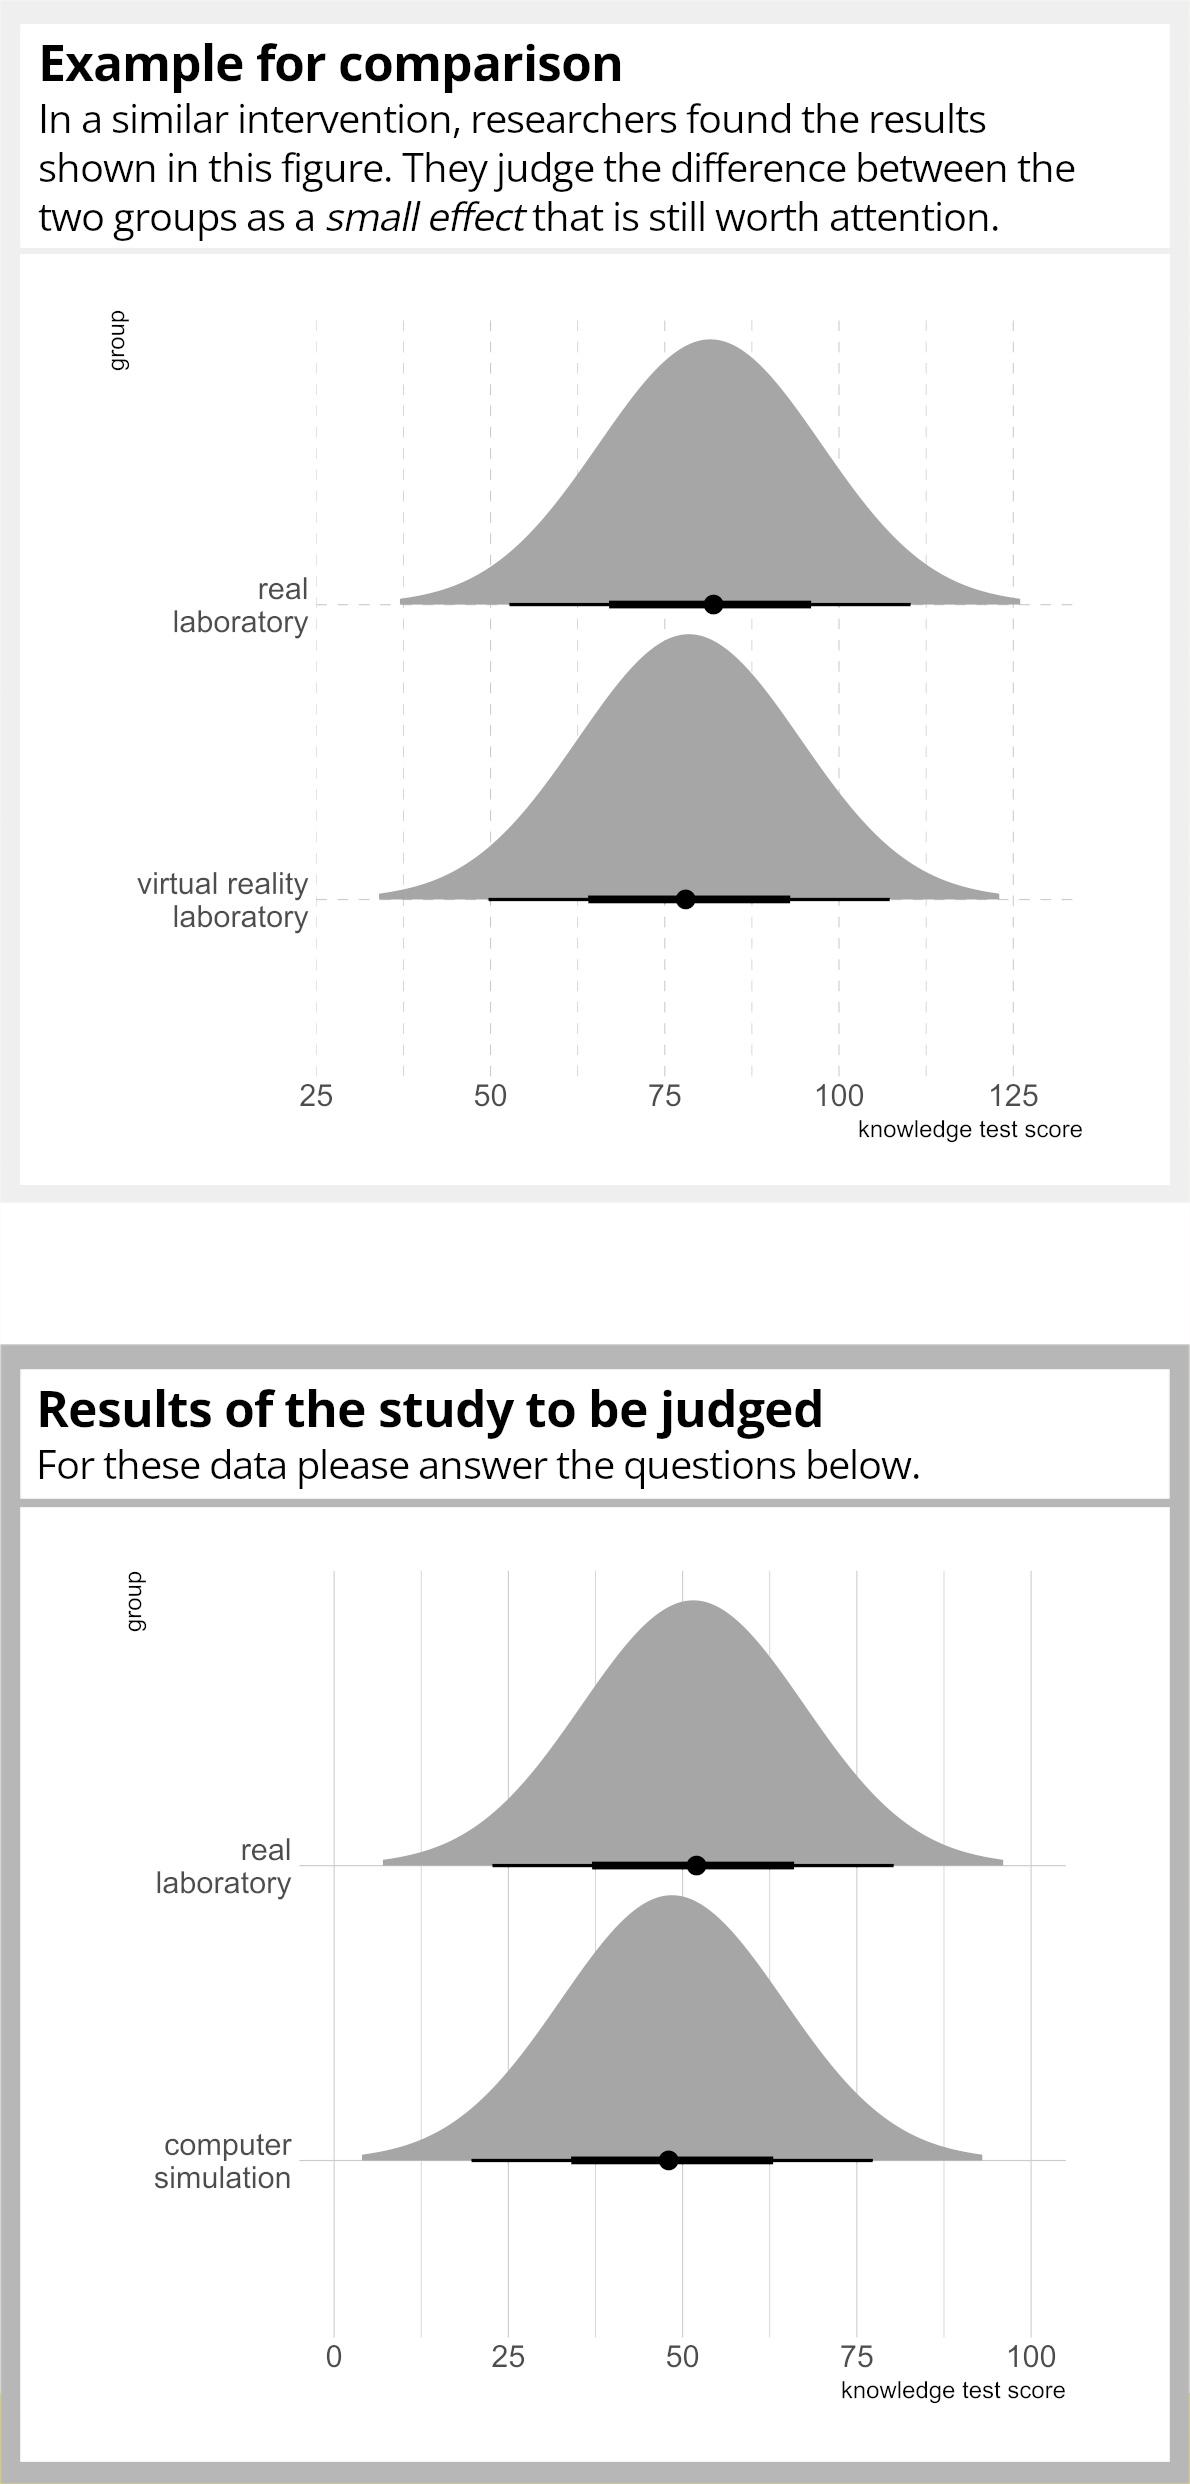 Example for comparison
In a similar intervention, researchers found the results
shown in this figure. They judge the difference between the
two groups as a small effect that is still worth attention.
group
real
laboratory
virtual reality
laboratory
25 50 75 100 125
knowledge test score
Results of the study to be judged
For these data please answer the questions below.
group
real
laboratory
computer
simulation
0 25 50 75 100
knowledge test score